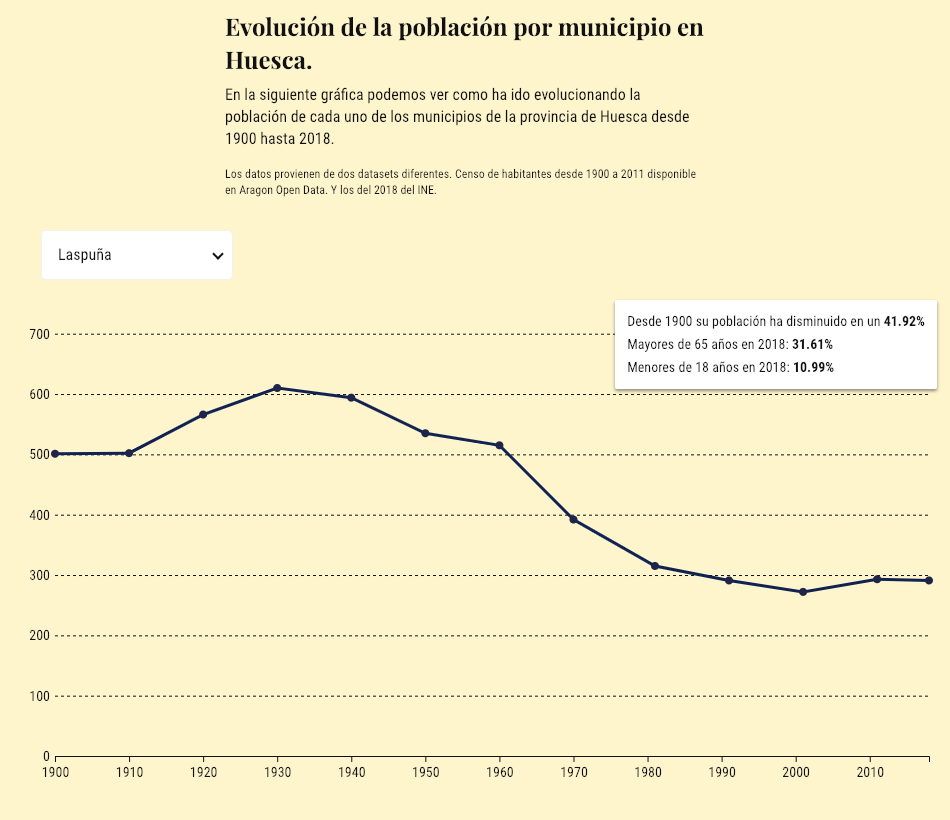 Evolución de la población por municipio en
Huesca.
En la siguiente gráfica podemos ver como ha ido evolucionando la
población de cada uno de los municipios de la provincia de Huesca desde
1900 hasta 2018.
Los datos provienen de dos datasets diferentes. Censo de habitantes desde 1900 a 2011 disponible
en Aragon Open Data. Y los del 2018 del INE.
Laspuña
Desde 1900 su población ha disminuido en un 41.92%
Mayores de 65 años en 2018: 31.61%
Menores de 18 años en 2018: 10.99%
700
600
500
400
300
200
100
0
1900 1910 1920 1930 1940 1950 1960 1970 1980 1990 2000 2010